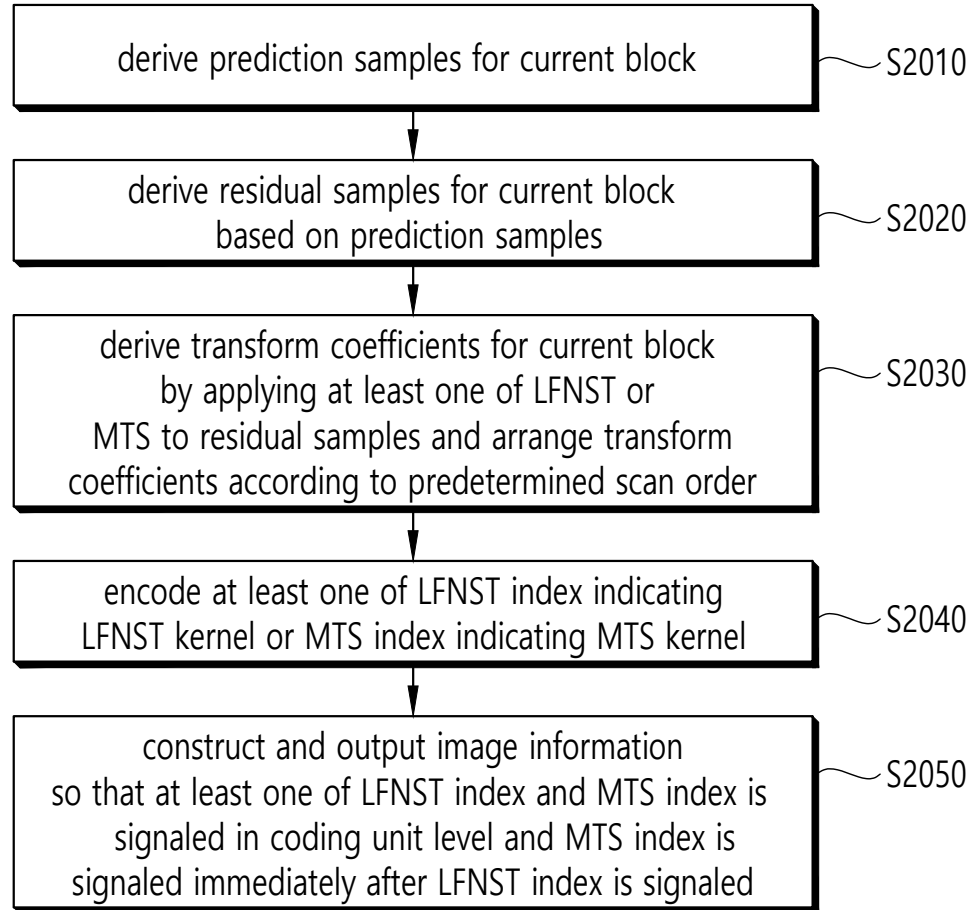 derive prediction samples for current block
S2010
derive residual samples for current block
based on prediction samples
S2020
derive transform coefficients for current block
by applying at least one of LFNST or
MTS to residual samples and arrange transform
coefficients according to predetermined scan order
S2030
encode at least one of LFNST index indicating
LFNST kernel or MTS index indicating MTS kernel
S2040
construct and output image information
so that at least one of LFNST index and MTS index is
signaled in coding unit level and MTS index is
signaled immediately after LFNST index is signaled
S2050